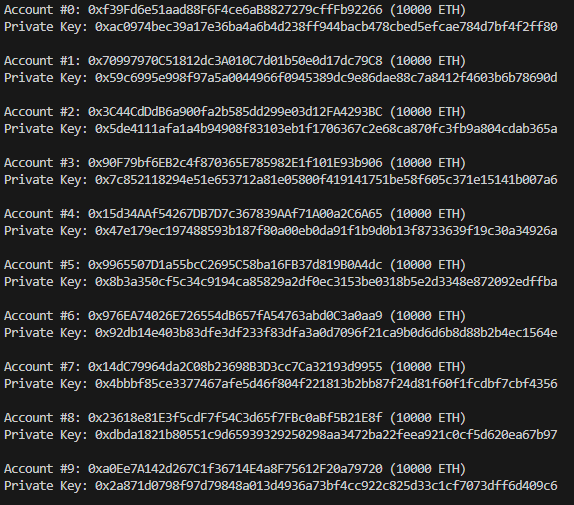 Account #0: 0xf39Fd6e51aad88F6F4ce6aB8827279cffFb92266 (10000 ETH)
Private Key: 0xac0974bec39a17e36ba4a6b4d238ff944bacb478cbed5efcae784d7bf4f2ff80
Account #1: 0x70997970C51812dc3A010C7d01b50e0d17dc79C8 (10000 ETH)
Private Key: 0x59c6995e998f97a5a0044966f0945389dc9e86dae88c7a8412f4603b6b78690d
Account #2: 0x3C44CdDdB6a900fa2b585dd299e03d12FA4293BC (10000 ETH)
Private Key: 0x5de4111afa1a4b94908f83103eb1f1706367c2e68ca870fc3fb9a804cdab365a
Account #3: 0x90F79bf6EB2c4f870365E785982E1f101E93b906 (10000 ETH)
Private Key: 0x7c852118294e51e653712a81e05800f419141751be58f605c371e15141b007a6
Account #4: 0x15d34AAf54267DB7D7c367839AAf71A00a2C6A65 (10000 ETH)
Private Key: 0x47e179ec197488593b187f80a00eb0da91f1b9d0b13f8733639f19c30a34926a
Account #5: 0x9965507D1a55bcC2695C58ba16FB37d819B0A4dc (10000 ETH)
Private Key: 0x8b3a350cf5c34c9194ca85829a2df0ec3153be0318b5e2d3348e872092edffba
Account #6: 0x976EA74026E726554dB657fA54763abd0C3a0aa9 (10000 ETH)
Private Key: 0x92db14e403b83dfe3df233f83dfa3a0d7096f21ca9b0d6d6b8d88b2b4ec1564e
Account #7: 0x14dC79964da2C08b23698B3D3cc7Ca32193d9955 (10000 ETH)
Private Key: 0x4bbbf85ce3377467afe5d46f804f221813b2bb87f24d81f60f1fcdbf7cbf4356
Account #8: 0x23618e81E3f5cdF7f54C3d65f7FBc0aBf5B21E8f (10000 ETH)
Private Key: 0xdbda1821b80551c9d65939329250298aa3472ba22feea921c0cf5d620ea67b97
Account #9: 0xa0Ee7A142d267C1f36714E4a8F75612F20a79720 (10000 ETH)
Private Key: 0x2a871d0798f97d79848a013d4936a73bf4cc922c825d33c1cf7073dff6d409c6